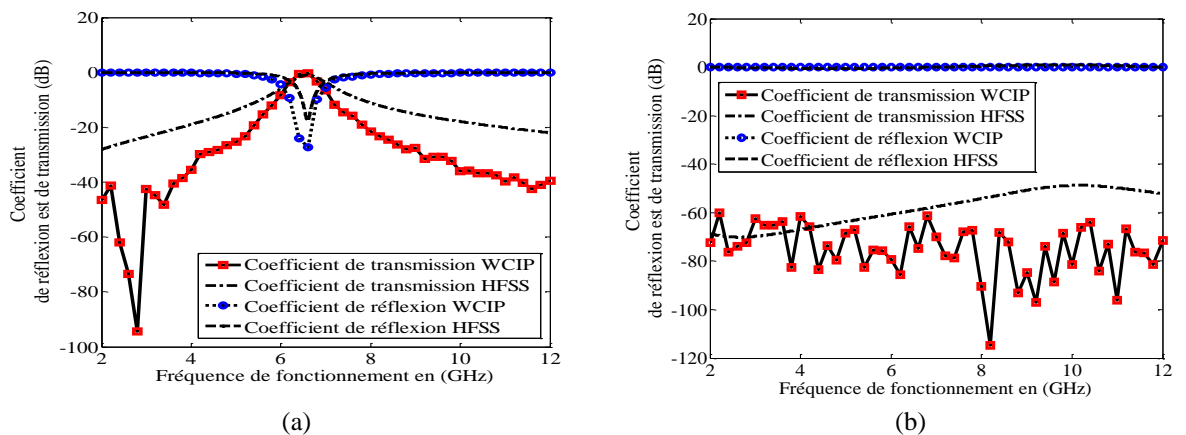 20
0
-20
-40
-60
-80
-100
2
4
6
8
10
12
Coefficient
de réflexion est de transmission (dB)
Coefficient de transmission WCIP
Coefficient de transmission HFSS
Coefficient de réflexion WCIP
Coefficient de réflexion HFSS
Fréquence de fonctionnement en (GHz)
(a)
20
0
-20
-40
-60
-80
-100
-120
2
4
6
8
10
12
Coefficient
de réflexion est de transmission (dB)
Coefficient de transmission WCIP
Coefficient de transmission HFSS
Coefficient de réflexion WCIP
Coefficient de réflexion HFSS
Fréquence de fonctionnement en (GHz)
(b)